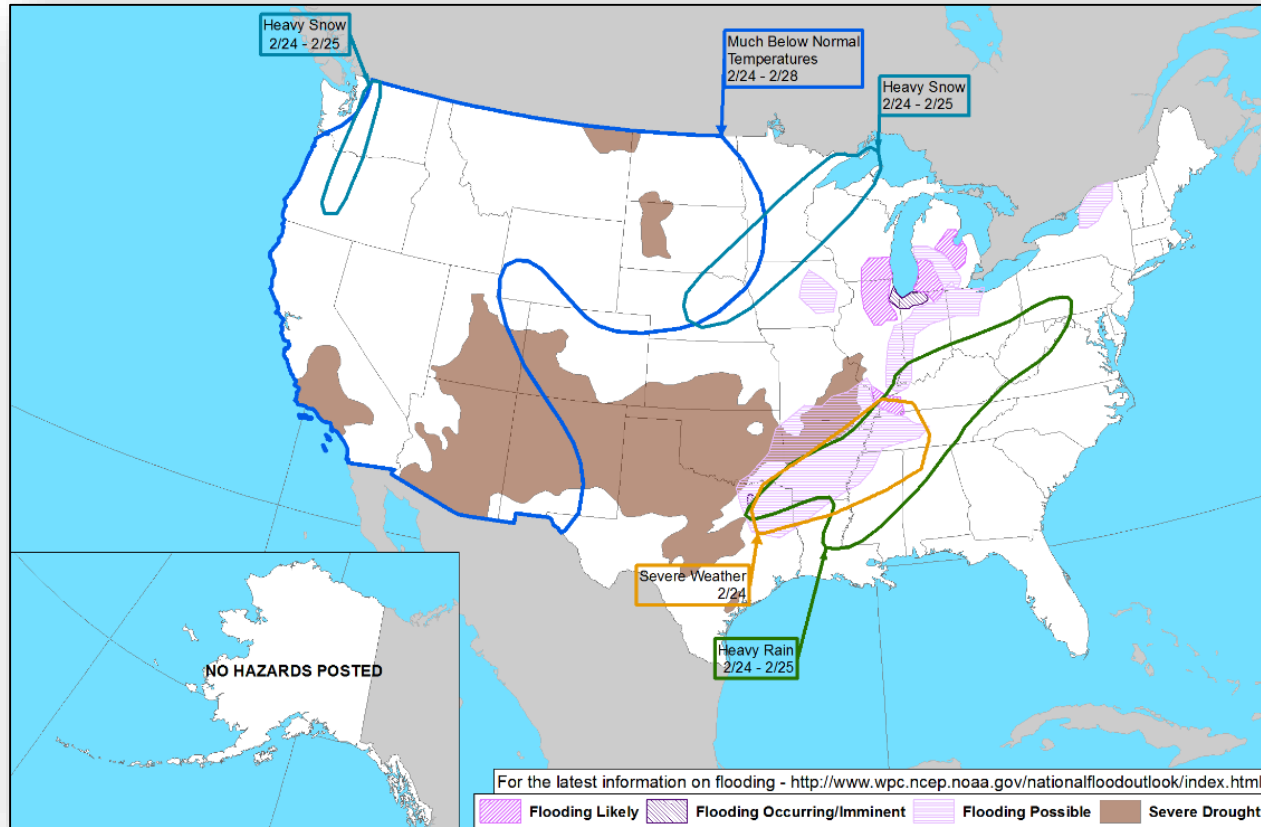 Heavy Snow
2/24 - 2/25
Much Below Normal
Temperatures
2/24 - 2/28
Heavy Snow
2/24 - 2/25
Severe Weather
2/24
Heavy Rain
2/24 - 2/25
NO HAZARDS POSTED
For the latest information on flooding - http://www.wpc.ncep.noaa.gov/nationalfloodoutlook/index.html
Flooding Likely
Flooding Occurring/Imminent
Flooding Possible
Severe Drought